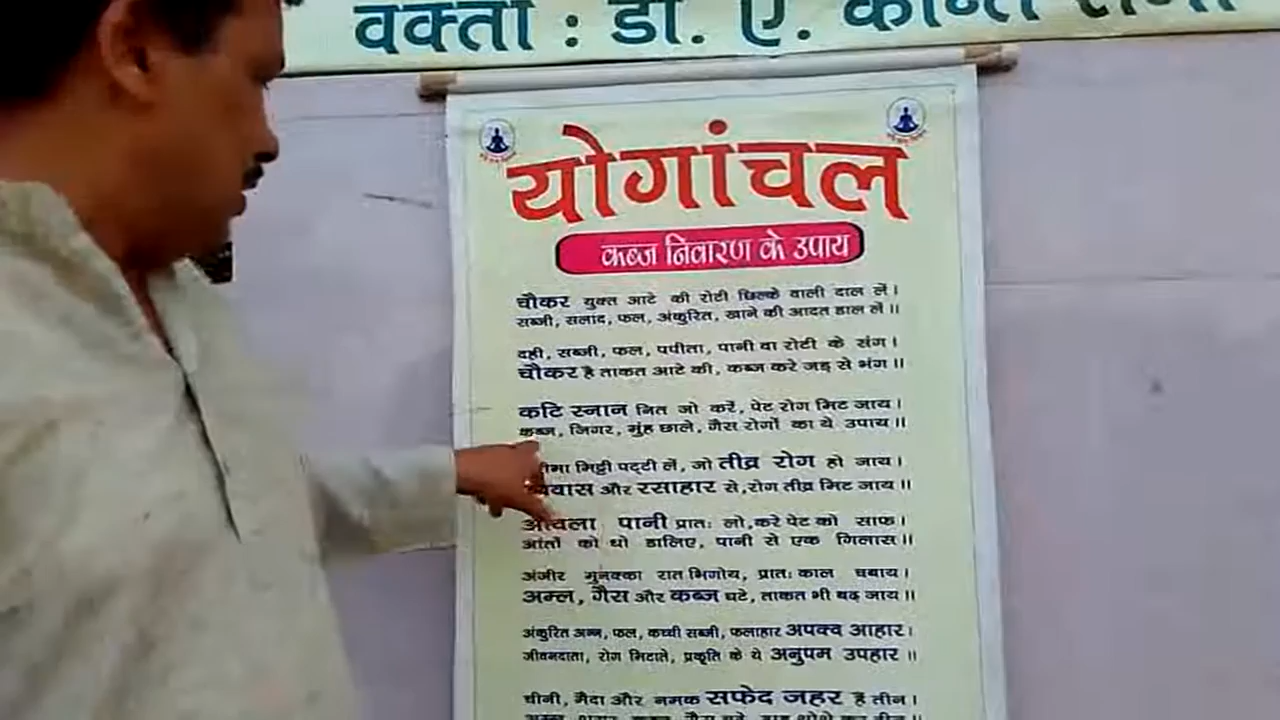 वक्ता : डॉ. ए.
योगांचल
कब्ज निवारण के उपाय
चौकर युक्त आटे की रोटी छिल्के वाली दाल लें।
सब्जी, सलाद, फल, अंकुरित, खाने की आदत डाल लें॥
दही, सब्जी, फल, पपीता, पानी वा रोटी के संग।
चौकर है ताकत आटे की, कब्ज करे जड़ से भंग॥
कटि स्नान नित जो करें, पेट रोग मिट जाय।
कब्ज, जिगर, मुंह छाले, गैस रोगों का ये उपाय॥
मिट्टी पट्टी लें, जो तीव्र रोग हो जाय।
और रसाहार से, रोग तीव्र मिट जाय॥
आंवला पानी प्रातः लो, करे पेट को साफ।
आंतों को धो डालिए, पानी से एक गिलास॥
अंजीर मुनक्का रात भिगोय, प्रातः काल चबाय।
अम्ल, गैस और कब्ज घटे, ताकत भी बढ़ जाय॥
अंकुरित अन्न, फल, कच्ची सब्जी, फलाहार अपक्व आहार।
जीवनदाता, रोग मिटाते, प्रकृति के ये अनुपम उपहार॥
चीनी, मैदा और नमक सफेद जहर है तीन।